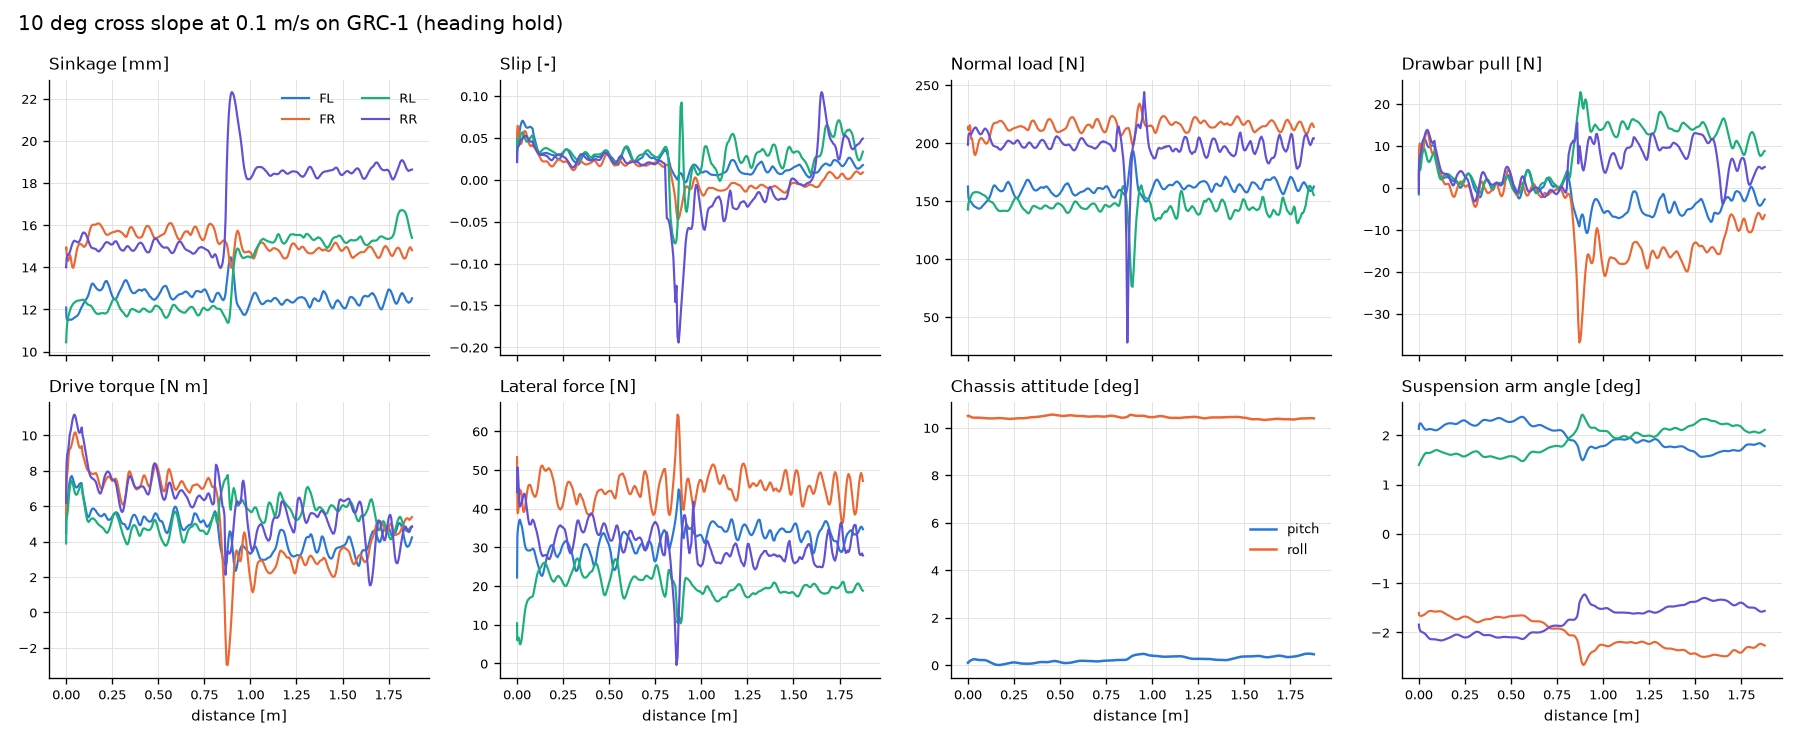 10 deg cross slope at 0.1 m/s on GRC-1 (heading hold)
Sinkage [mm]
22
20
18
16
14
12
10
FL
FR
RL
RR
Slip [-]
0.10
0.05
0.00
−0.05
−0.10
−0.15
−0.20
Normal load [N]
250
200
150
100
50
Drawbar pull [N]
20
10
0
−10
−20
−30
Drive torque [N m]
10
8
6
4
2
0
−2
0.00 0.25 0.50 0.75 1.00 1.25 1.50 1.75
distance [m]
Lateral force [N]
60
50
40
30
20
10
0
0.00 0.25 0.50 0.75 1.00 1.25 1.50 1.75
distance [m]
Chassis attitude [deg]
10
8
6
4
2
0
pitch
roll
0.00 0.25 0.50 0.75 1.00 1.25 1.50 1.75
distance [m]
Suspension arm angle [deg]
2
1
0
−1
−2
0.00 0.25 0.50 0.75 1.00 1.25 1.50 1.75
distance [m]